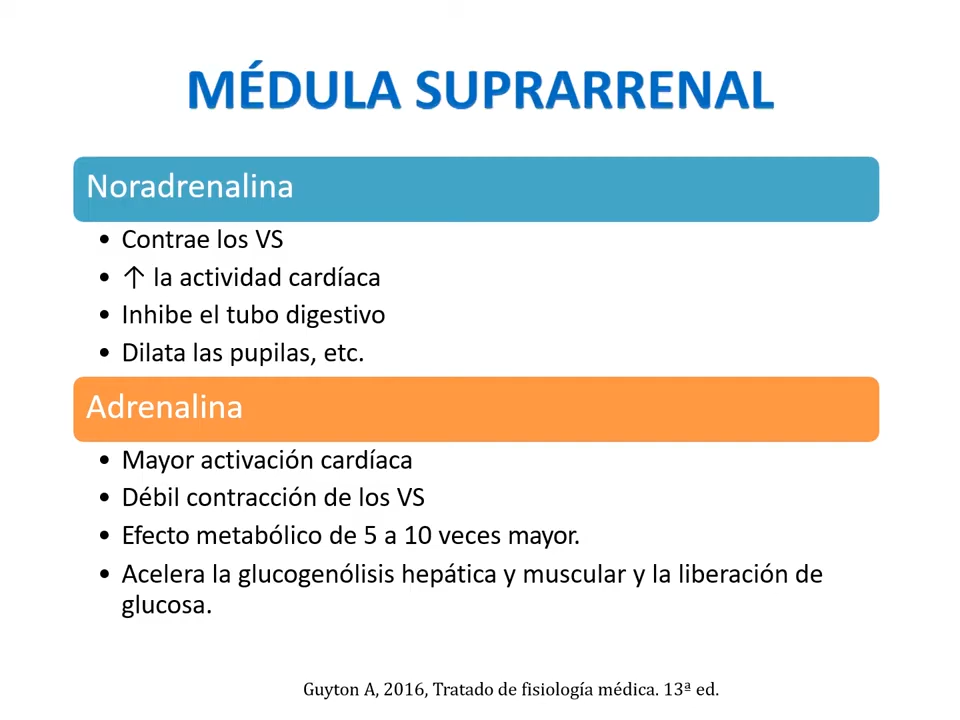 MÉDULA SUPRARRENAL
Noradrenalina
• Contrae los VS
• ↑ la actividad cardíaca
• Inhibe el tubo digestivo
• Dilata las pupilas, etc.
Adrenalina
• Mayor activación cardíaca
• Débil contracción de los VS
• Efecto metabólico de 5 a 10 veces mayor.
• Acelera la glucogenólisis hepática y muscular y la liberación de
glucosa.
Guyton A, 2016, Tratado de fisiología médica. 13ª ed.